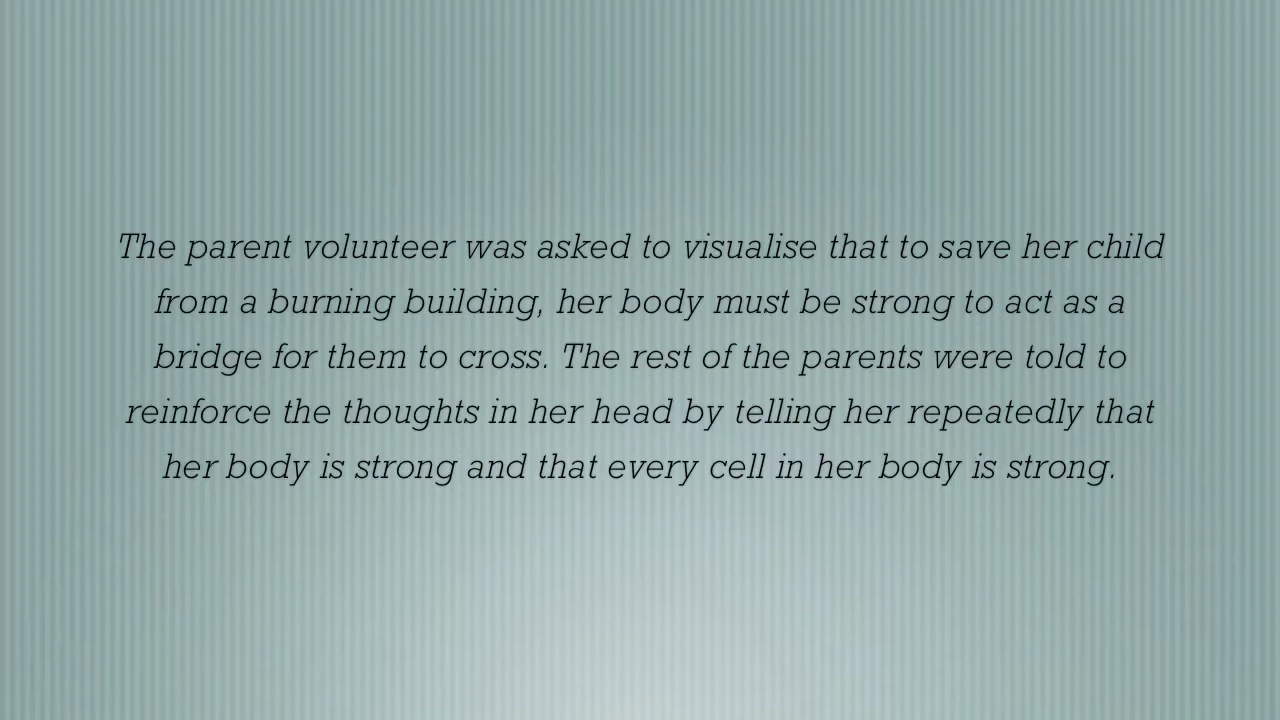 The parent volunteer was asked to visualise that to save her child
from a burning building, her body must be strong to act as a
bridge for them to cross. The rest of the parents were told to
reinforce the thoughts in her head by telling her repeatedly that
her body is strong and that every cell in her body is strong.